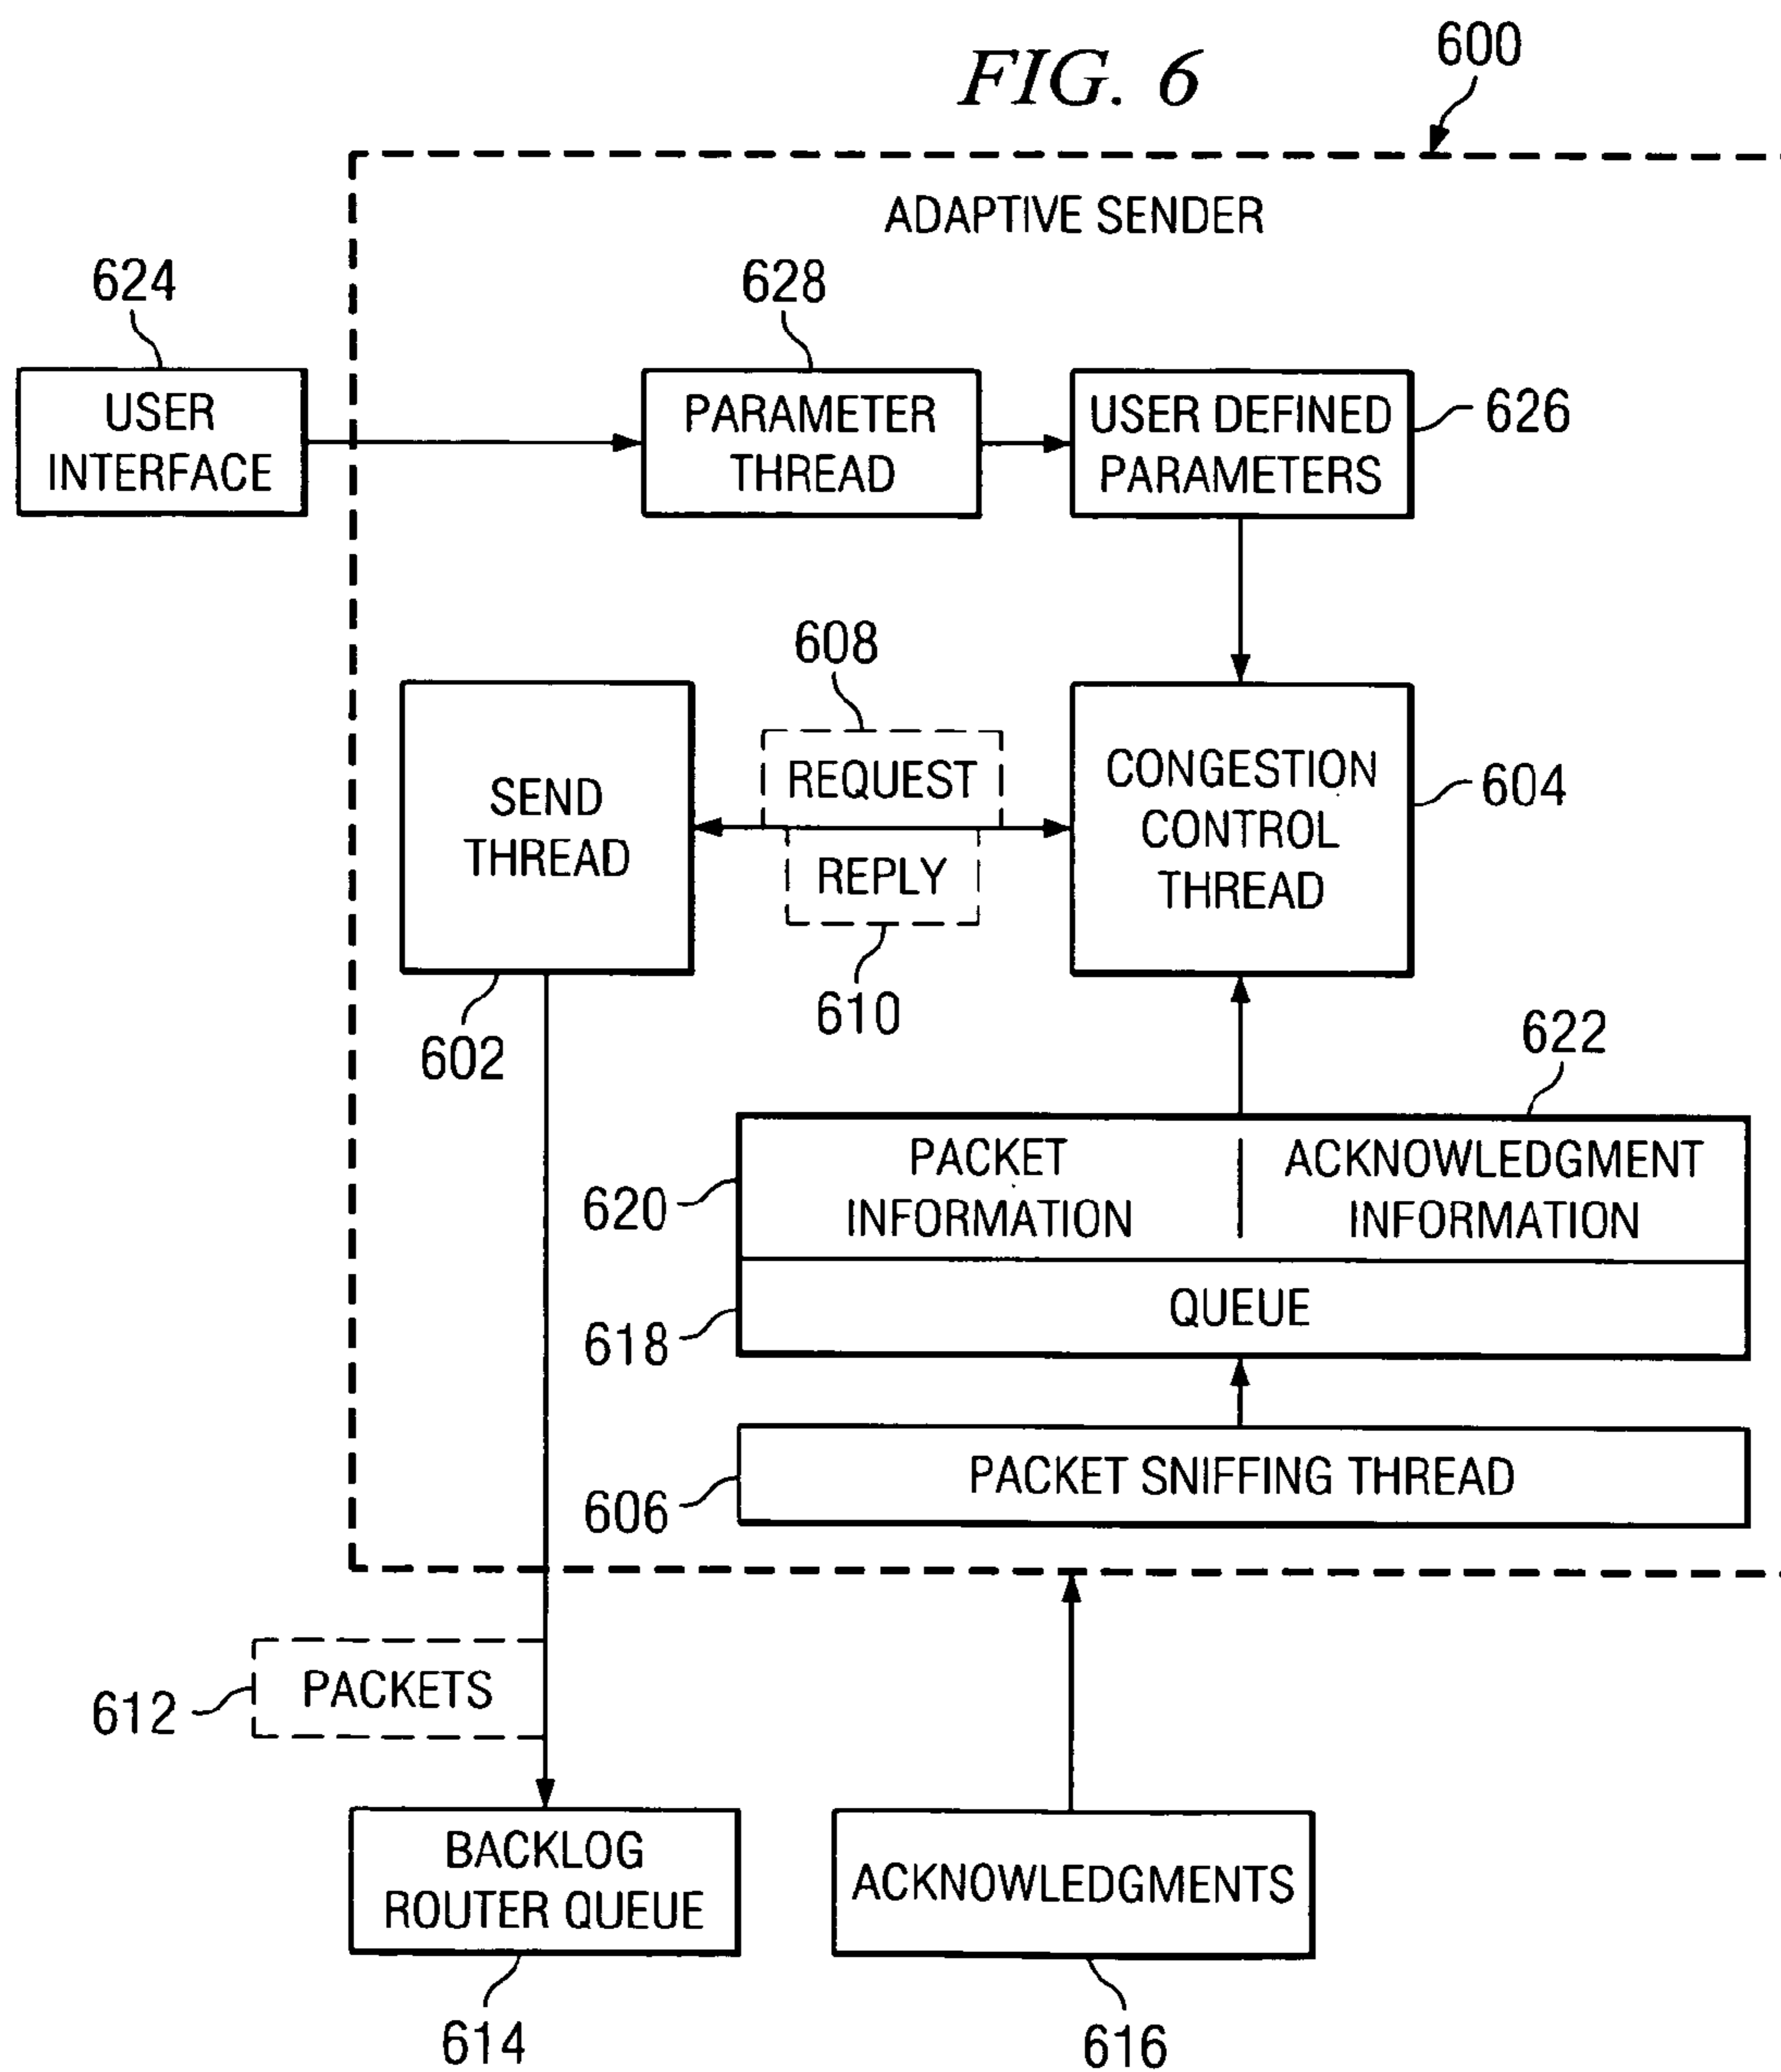 FIG. 6
600
ADAPTIVE SENDER
624
628
USER
INTERFACE
PARAMETER
THREAD
USER DEFINED
PARAMETERS
626
608
SEND
THREAD
REQUEST
REPLY
CONGESTION
CONTROL
THREAD
604
610
602
622
PACKET
INFORMATION
ACKNOWLEDGMENT
INFORMATION
620
QUEUE
618
PACKET SNIFFING THREAD
606
PACKETS
612
BACKLOG
ROUTER QUEUE
ACKNOWLEDGMENTS
614
616